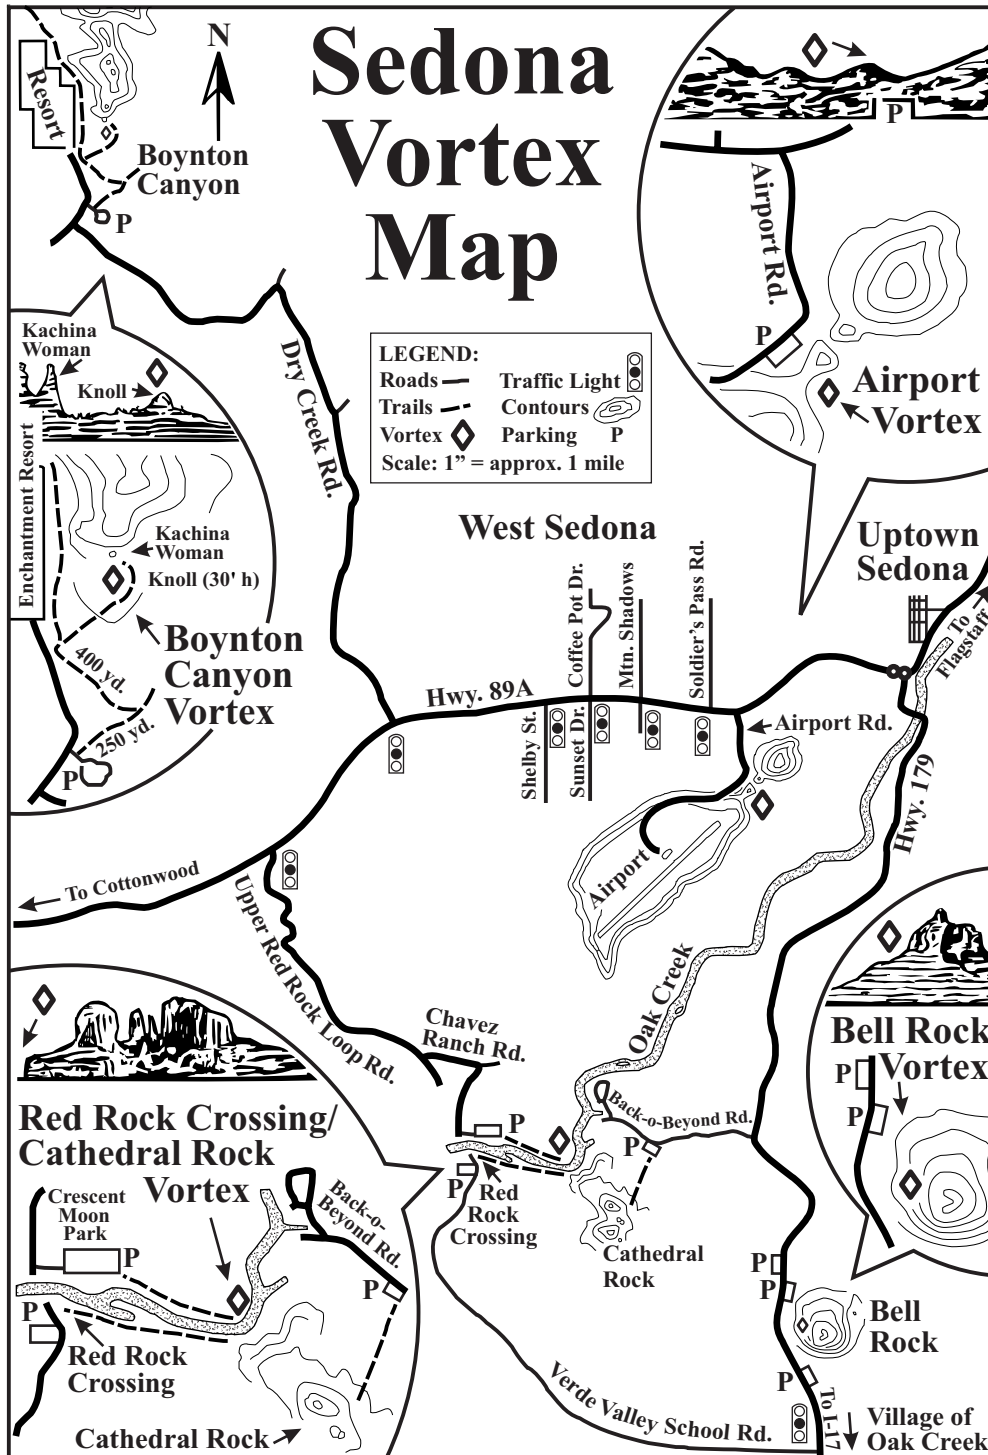 Sedona
Vortex
Map
N
Resort
Boynton
Canyon
P
P
Airport Rd.
P
Airport
Vortex
Kachina
Woman
Knoll
Enchantment Resort
Kachina
Woman
Knoll (30' h)
Boynton
Canyon
Vortex
400 yd.
250 yd.
P
Dry Creek Rd.
LEGEND:
Roads
Traffic Light
Trails
Contours
Vortex
Parking P
Scale: 1” = approx. 1 mile
West Sedona
Uptown
Sedona
To
Flagstaff
Coffee Pot Dr.
Mtn. Shadows
Soldier’s Pass Rd.
Hwy. 89A
Shelby St.
Sunset Dr.
Airport Rd.
Hwy. 179
Airport
To Cottonwood
Upper Red Rock Loop Rd.
Oak Creek
Chavez
Ranch Rd.
Back-o-Beyond Rd.
P
P
P
Red
Rock
Crossing
Cathedral
Rock
Bell Rock
Vortex
P
P
Red Rock Crossing/
Cathedral Rock
Vortex
Crescent
Moon
Park
P
Back-o-
Beyond Rd.
P
P
Red Rock
Crossing
Cathedral Rock
P
P
Bell
Rock
P
Verde Valley School Rd.
To I-17
Village of
Oak Creek